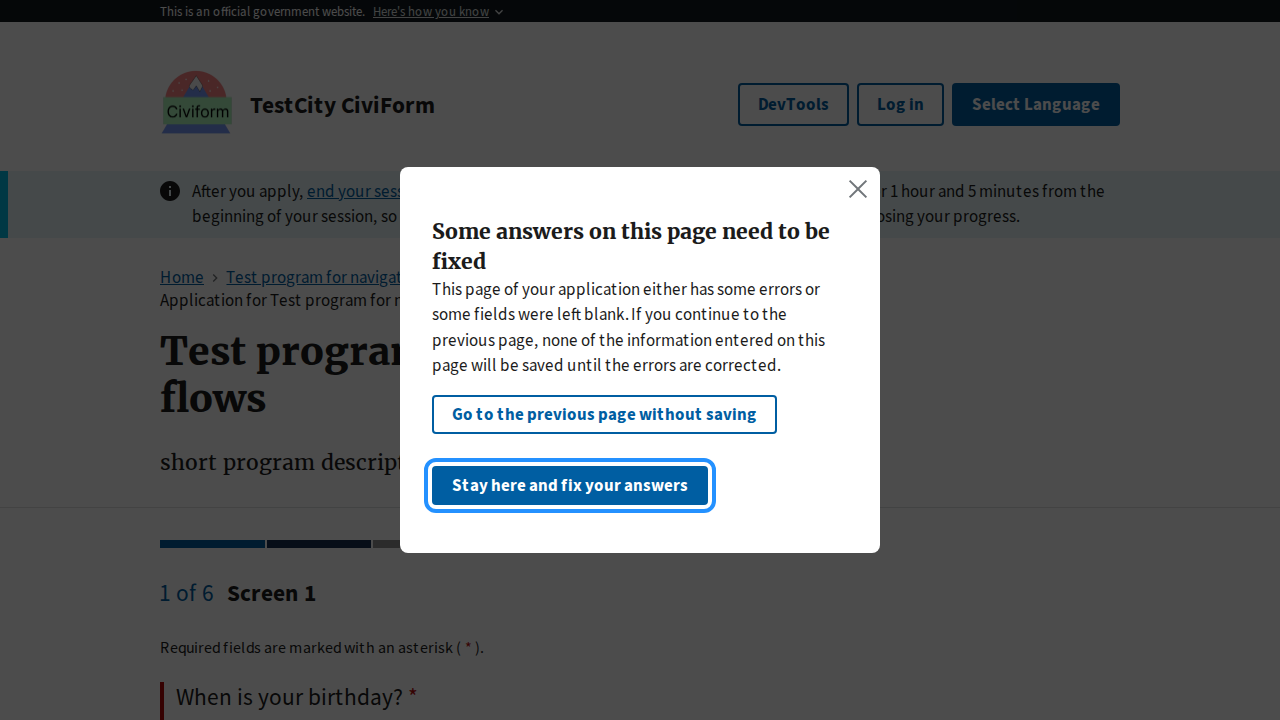 This is an official government website. Here's how you know
Civiform
TestCity CiviForm
DevTools
Log in
Select Language
After you apply, end your sess
r 1 hour and 5 minutes from the
beginning of your session, so
osing your progress.
Home > Test program for navigat
Application for Test program for n
Test program
flows
short program descript
Some answers on this page need to be
fixed
This page of your application either has some errors or
some fields were left blank. If you continue to the
previous page, none of the information entered on this
page will be saved until the errors are corrected.
Go to the previous page without saving
Stay here and fix your answers
1 of 6 Screen 1
Required fields are marked with an asterisk ( * ).
When is your birthday? *